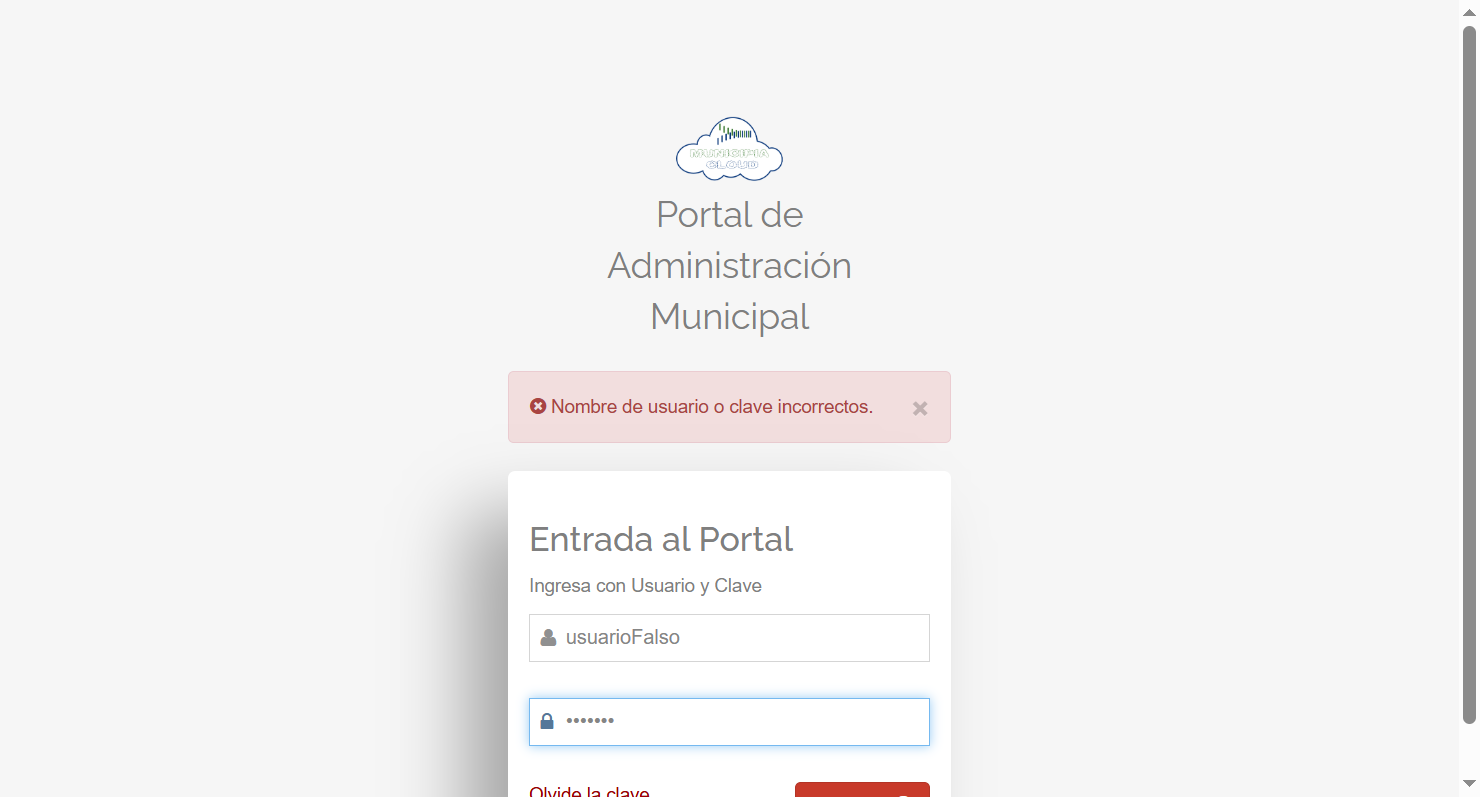 MUNICIPIA
CLOUD
Portal de
Administración
Municipal
Nombre de usuario o clave incorrectos.
Entrada al Portal
Ingresa con Usuario y Clave
usuarioFalso
•••••••
Olvide la clave